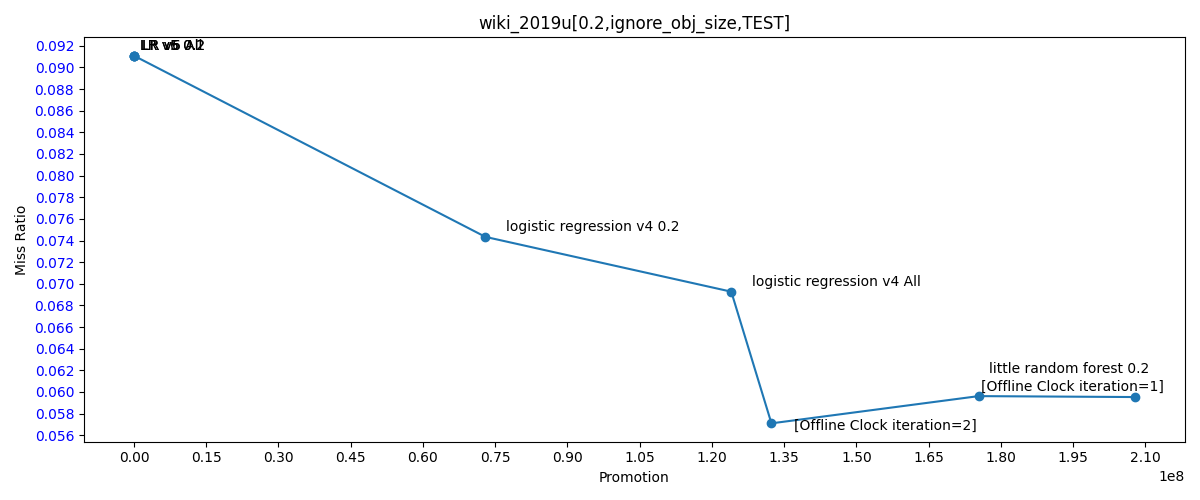 wiki_2019u[0.2,ignore_obj_size,TEST]
0.092
0.090
0.088
0.086
0.084
0.082
0.080
0.078
0.076
0.074
0.072
0.070
0.068
0.066
0.064
0.062
0.060
0.058
0.056
Miss Ratio
logistic regression v4 0.2
logistic regression v4 All
little random forest 0.2
[Offline Clock iteration=1]
[Offline Clock iteration=2]
0.00 0.15 0.30 0.45 0.60 0.75 0.90 1.05 1.20 1.35 1.50 1.65 1.80 1.95 2.10
Promotion
1e8